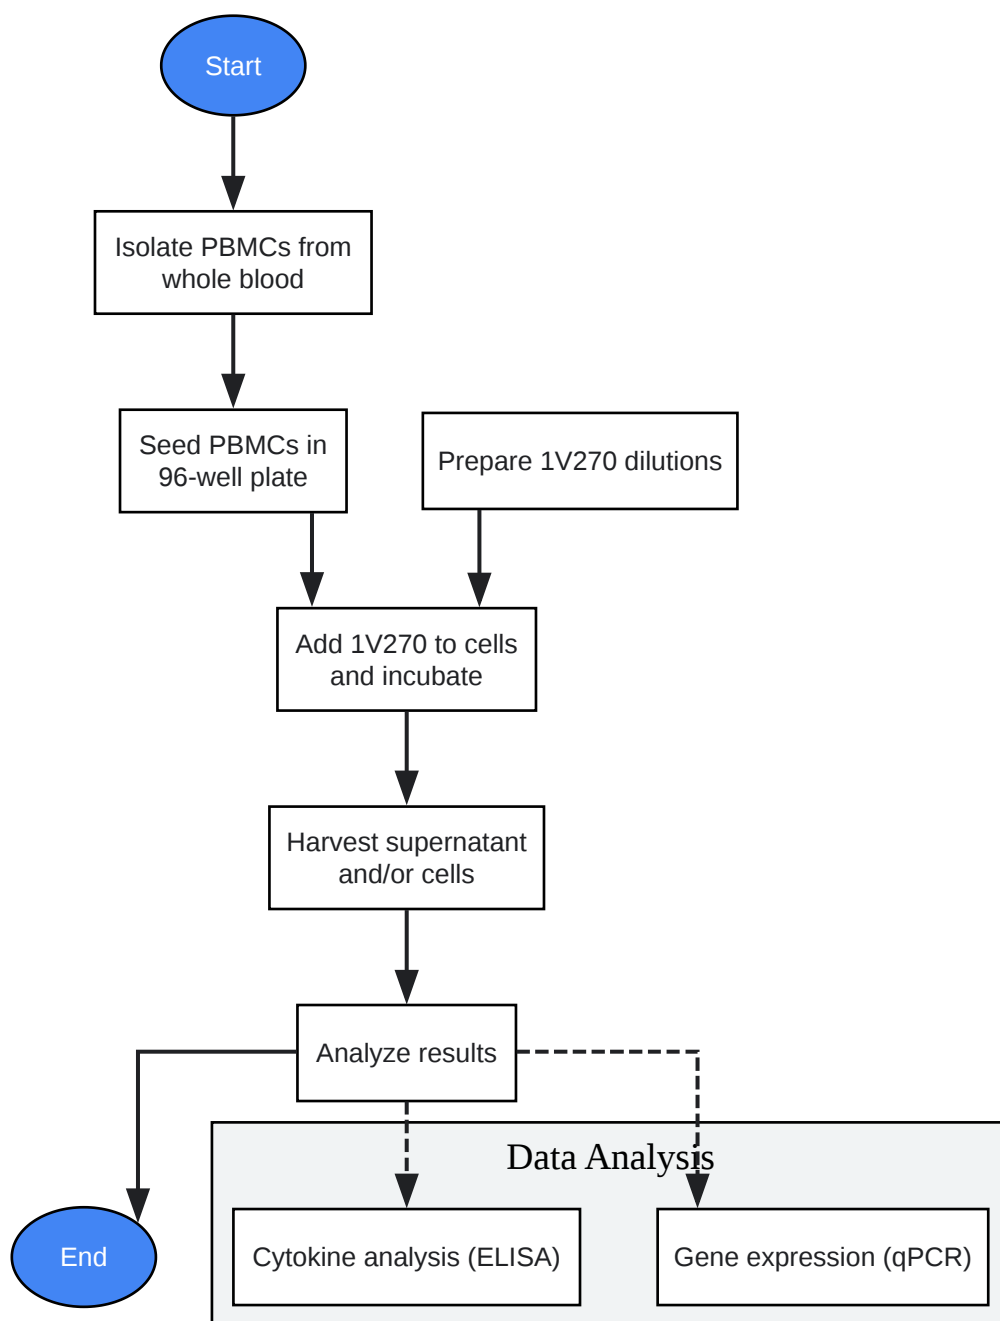 Start
Isolate PBMCs from
whole blood
Seed PBMCs in
96-well plate
Prepare 1V270 dilutions
Add 1V270 to cells
and incubate
Harvest supernatant
and/or cells
Analyze results
Data Analysis
End
Cytokine analysis (ELISA)
Gene expression (qPCR)